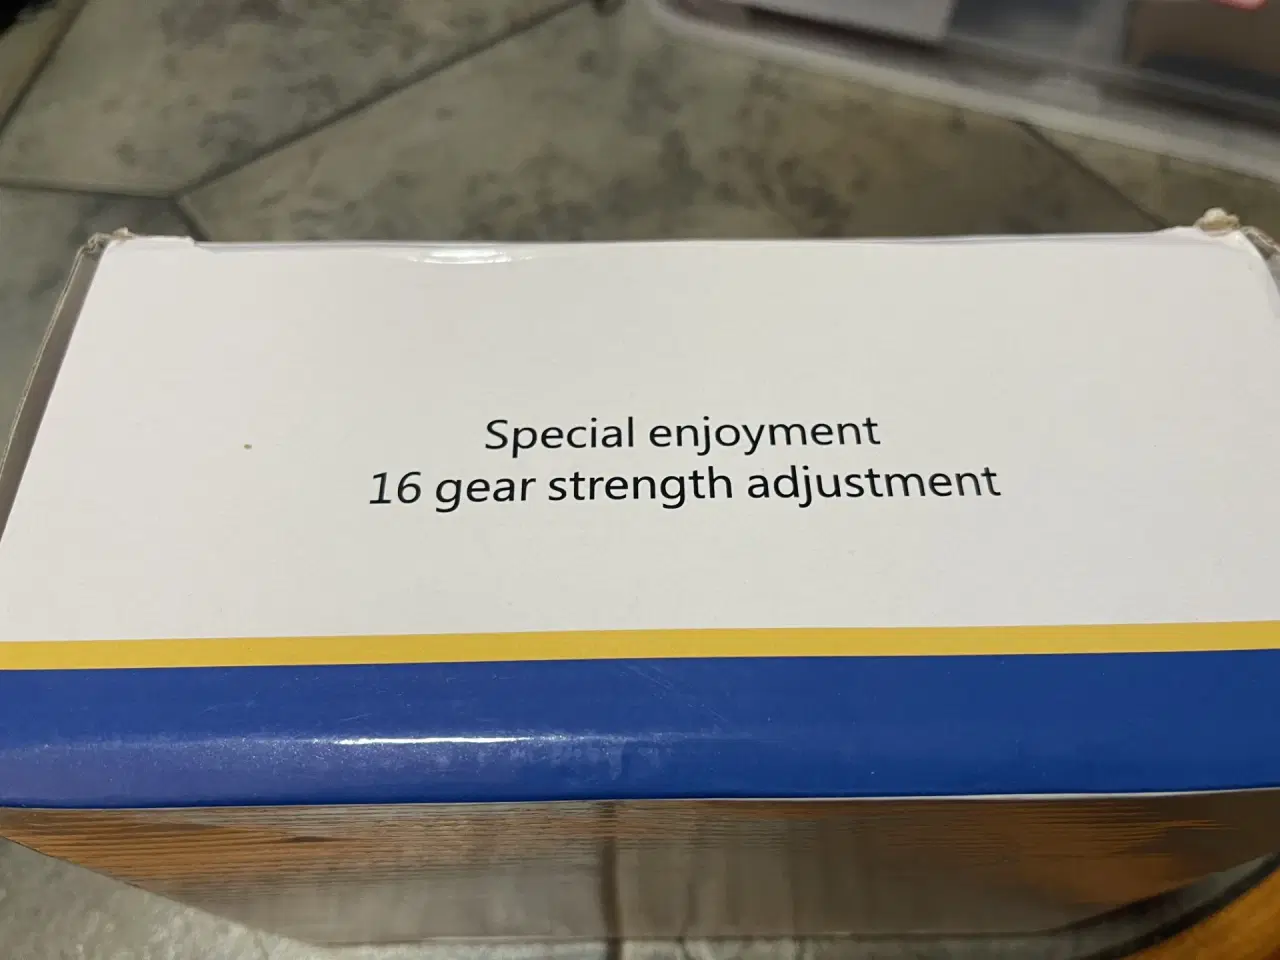 Special enjoyment
16 gear strength adjustment